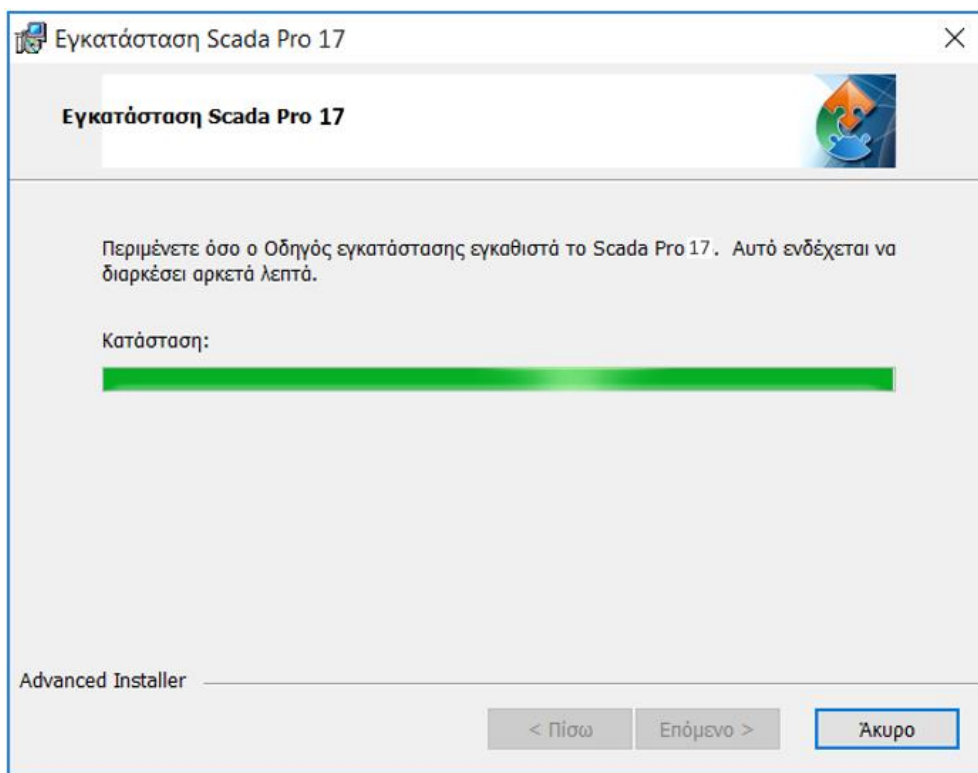 Εγκατάσταση Scada Pro 17
Εγκατάσταση Scada Pro 17
Περιμένετε όσο ο Οδηγός εγκατάστασης εγκαθιστά το Scada Pro 17. Αυτό ενδέχεται να
διαρκέσει αρκετά λεπτά.
Κατάσταση:
Advanced Installer
< Πίσω
Επόμενο >
Άκυρο